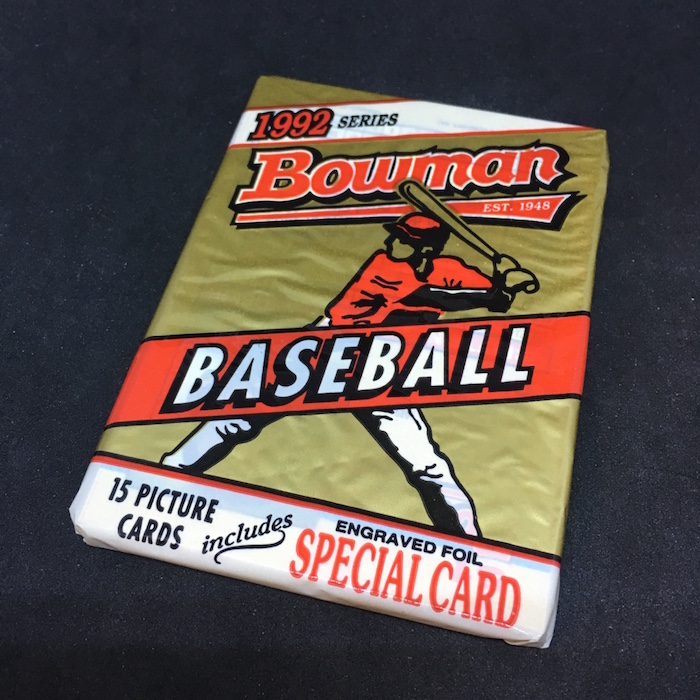 1992 SERIES
Bowman
EST. 1948
BASEBALL
15 PICTURE
CARDS
includes
ENGRAVED FOIL
SPECIAL CARD